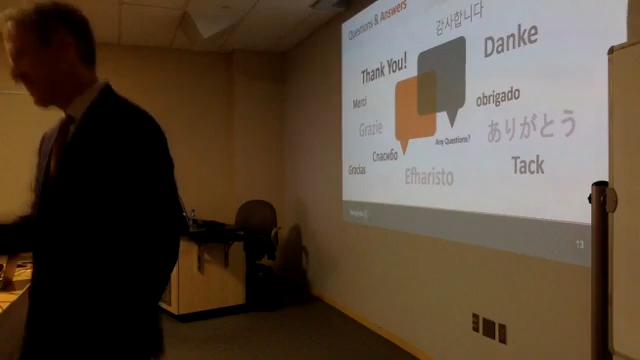 Questions & Answers
감사합니다
Thank You!
Danke
Merci
obrigado
Grazie
ありがとう
Any Questions?
Спасибо
Gracias
Efharisto
Tack
13